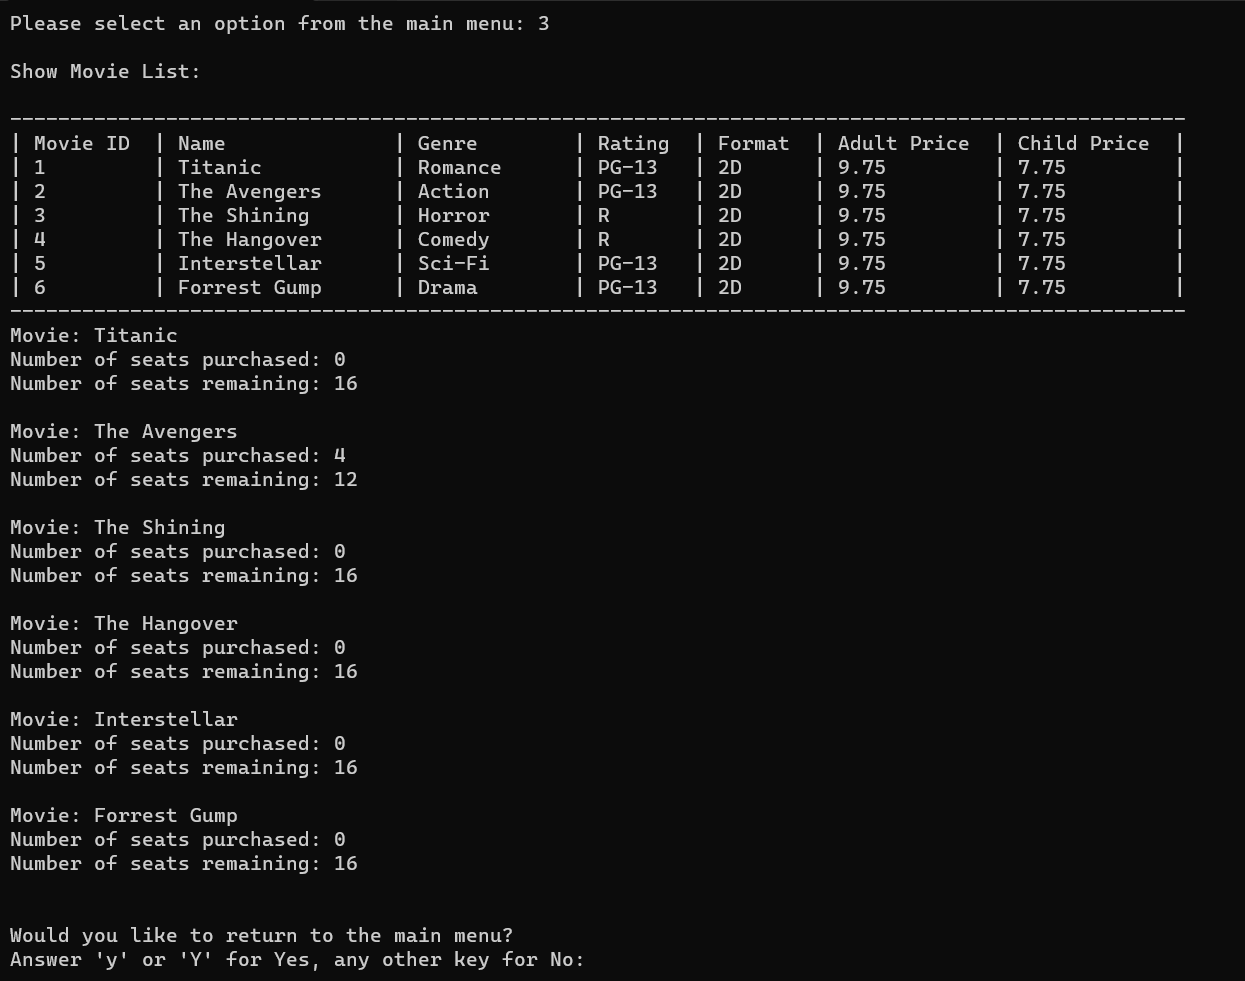 Please select an option from the main menu: 3
Show Movie List:
--------------------------------------------------------------------------------------------------
| Movie ID  | Name              | Genre        | Rating  | Format  | Adult Price  | Child Price  |
| 1         | Titanic           | Romance      | PG-13   | 2D      | 9.75         | 7.75         |
| 2         | The Avengers      | Action       | PG-13   | 2D      | 9.75         | 7.75         |
| 3         | The Shining       | Horror       | R       | 2D      | 9.75         | 7.75         |
| 4         | The Hangover      | Comedy       | R       | 2D      | 9.75         | 7.75         |
| 5         | Interstellar      | Sci-Fi       | PG-13   | 2D      | 9.75         | 7.75         |
| 6         | Forrest Gump      | Drama        | PG-13   | 2D      | 9.75         | 7.75         |
--------------------------------------------------------------------------------------------------
Movie: Titanic
Number of seats purchased: 0
Number of seats remaining: 16
Movie: The Avengers
Number of seats purchased: 4
Number of seats remaining: 12
Movie: The Shining
Number of seats purchased: 0
Number of seats remaining: 16
Movie: The Hangover
Number of seats purchased: 0
Number of seats remaining: 16
Movie: Interstellar
Number of seats purchased: 0
Number of seats remaining: 16
Movie: Forrest Gump
Number of seats purchased: 0
Number of seats remaining: 16
Would you like to return to the main menu?
Answer 'y' or 'Y' for Yes, any other key for No: